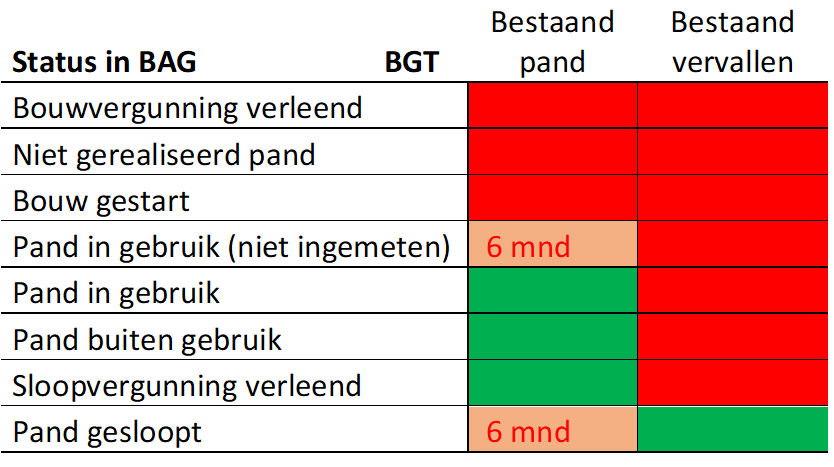 Bestaand Bestaand
Status in BAG BGT pand vervallen
Bouwvergunning verleend
Niet gerealiseerd pand
Bouw gestart
Pand in gebruik (niet ingemeten) 6 mnd
Pand in gebruik
Pand buiten gebruik
Sloopvergunning verleend
Pand gesloopt 6 mnd